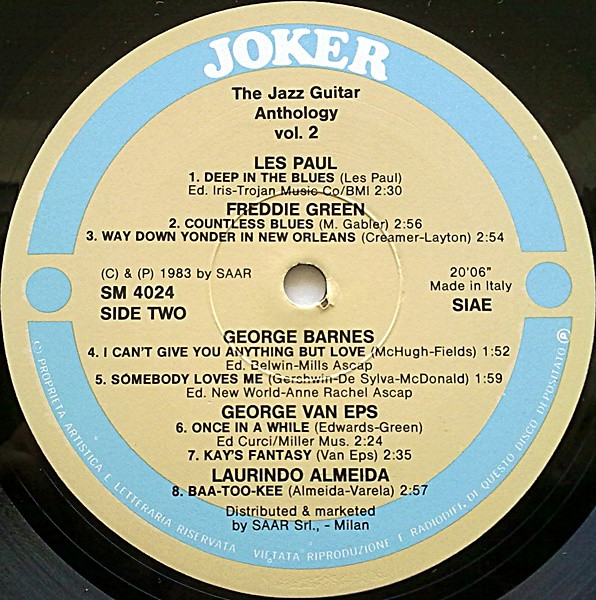 JOKER
The Jazz Guitar
Anthology
vol. 2
LES PAUL
1. DEEP IN THE BLUES (Les Paul)
Ed. Iris-Trojan Music Co/BMI 2:30
FREDDIE GREEN
2. COUNTLESS BLUES (M. Gabler) 2:56
3. WAY DOWN YONDER IN NEW ORLEANS (Creamer-Layton) 2:54
(C) & (P) 1983 by SAAR
SM 4024
SIDE TWO
20'06"
Made in Italy
SIAE
GEORGE BARNES
4. I CAN'T GIVE YOU ANYTHING BUT LOVE (McHugh-Fields) 1:52
Ed. Belwin-Mills Ascap
5. SOMEBODY LOVES ME (Gershwin-De Sylva-McDonald) 1:59
Ed. New World-Anne Rachel Ascap
GEORGE VAN EPS
6. ONCE IN A WHILE (Edwards-Green)
Ed Curci/Miller Mus. 2:24
7. KAY'S FANTASY (Van Eps) 2:35
LAURINDO ALMEIDA
8. BAA-TOO-KEE (Almeida-Varela) 2:57
Distributed & marketed
by SAAR Srl., - Milan
(C) PROPRIETA ARTISTICA E LETTERARIA RISERVATA VIETATA RIPRODUZIONE E RADIODIF. DI QUESTO DISCO DEPOSITATO (P)